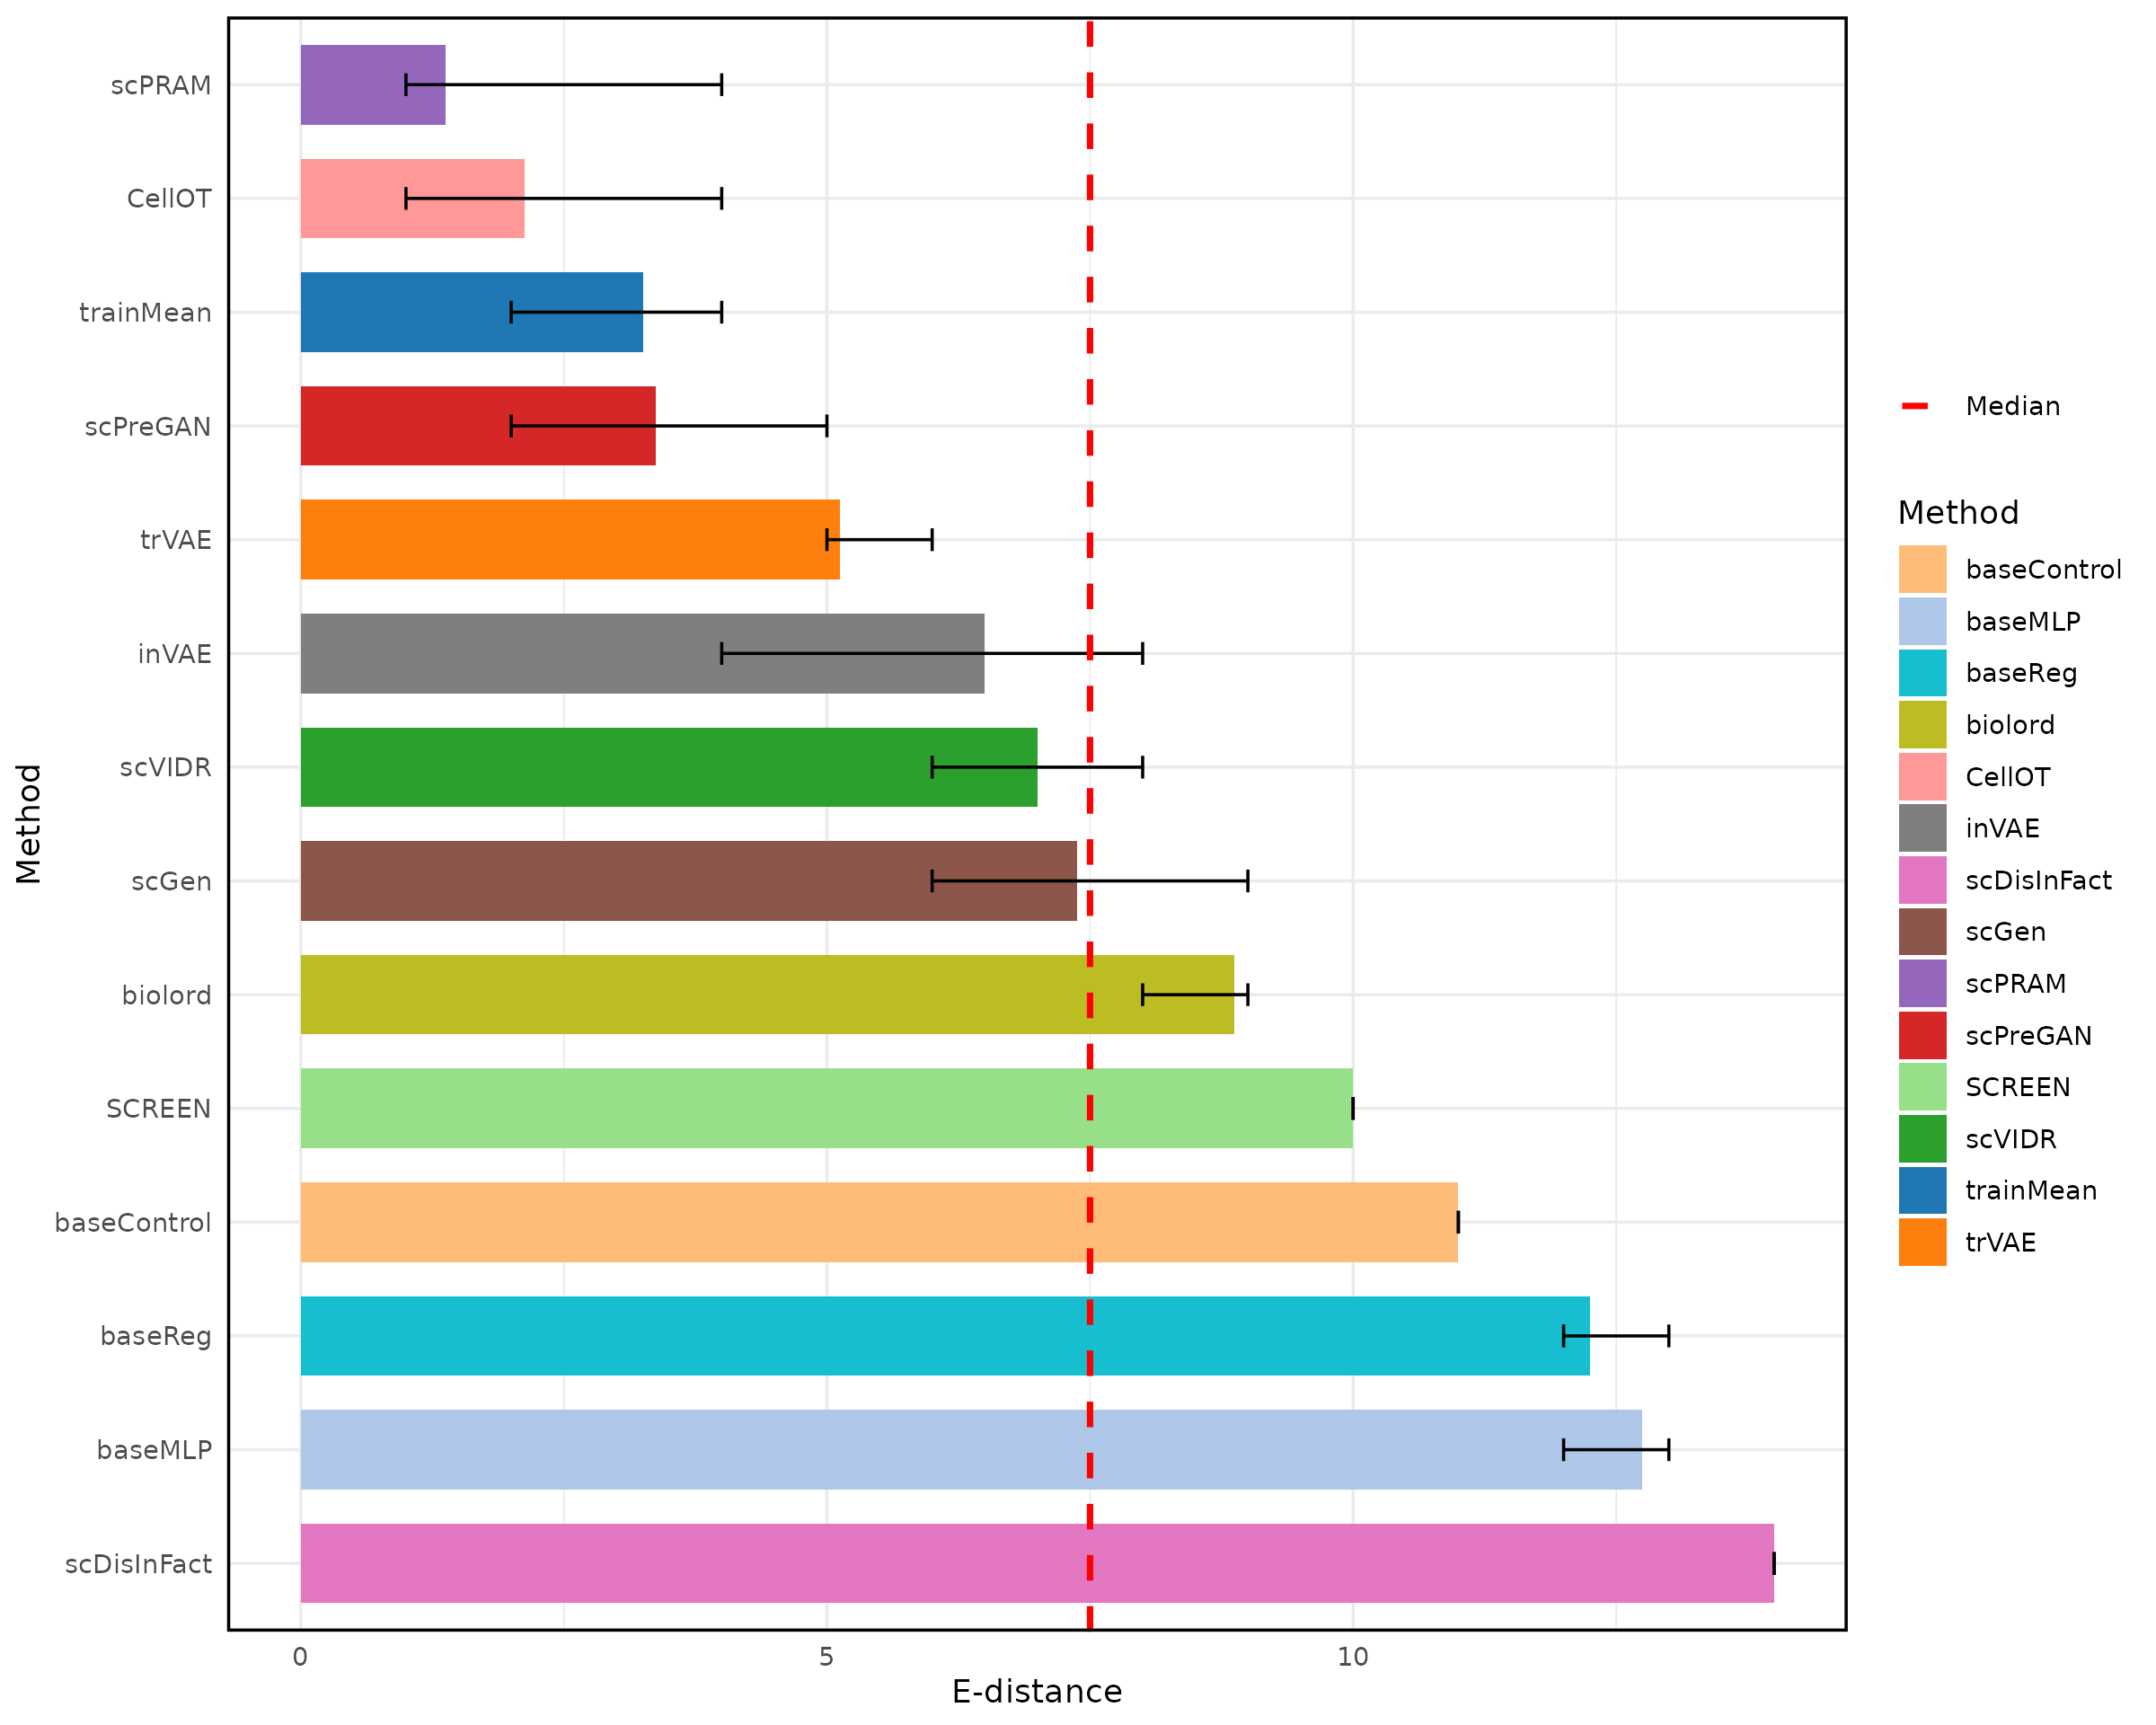 scPRAM
CellOT
trainMean
scPreGAN
trVAE
inVAE
scVIDR
scGen
biolord
SCREEN
baseControl
baseReg
baseMLP
scDisInFact
Method
0 5 10
E-distance
Median
Method
baseControl
baseMLP
baseReg
biolord
CellOT
inVAE
scDisInFact
scGen
scPRAM
scPreGAN
SCREEN
scVIDR
trainMean
trVAE